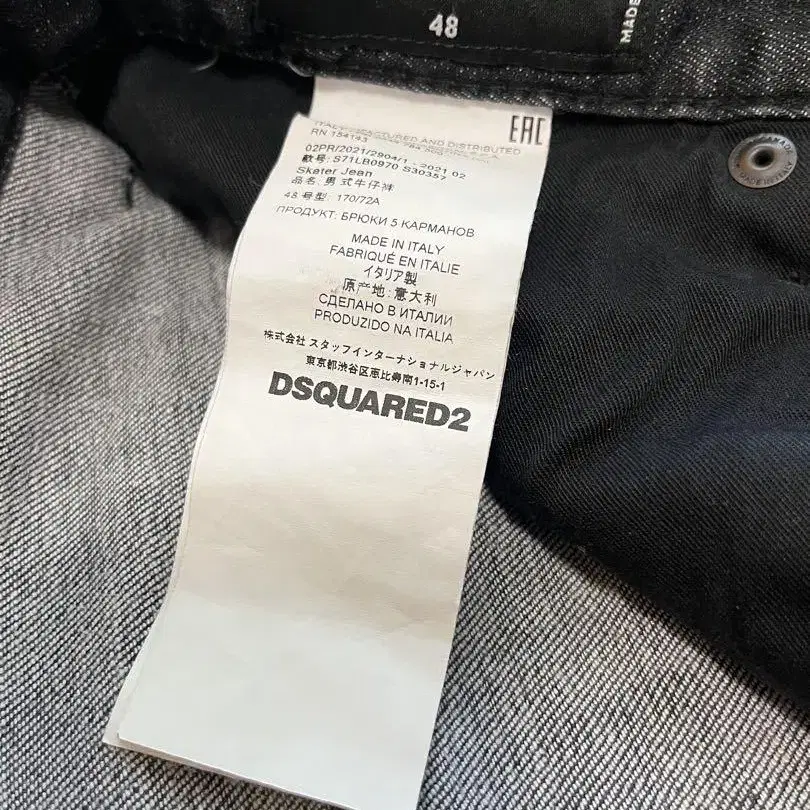 48
MADE
EAC
MANUFACTURED AND DISTRIBUTED
RN 154143
02PR/2021/2904/1 - 2021 02
款号: S71LB0970 S30357
Skater Jean
品名: 男式牛仔裤
48 号型: 170/72A
ПРОДУКТ: БРЮКИ 5 КАРМАНОВ
MADE IN ITALY
FABRIQUÉ EN ITALIE
イタリア製
原产地: 意大利
СДЕЛАНО В ИТАЛИИ
PRODUZIDO NA ITALIA
株式会社 スタッフインターナショナルジャパン
東京都渋谷区恵比寿南1-15-1
DSQUARED2